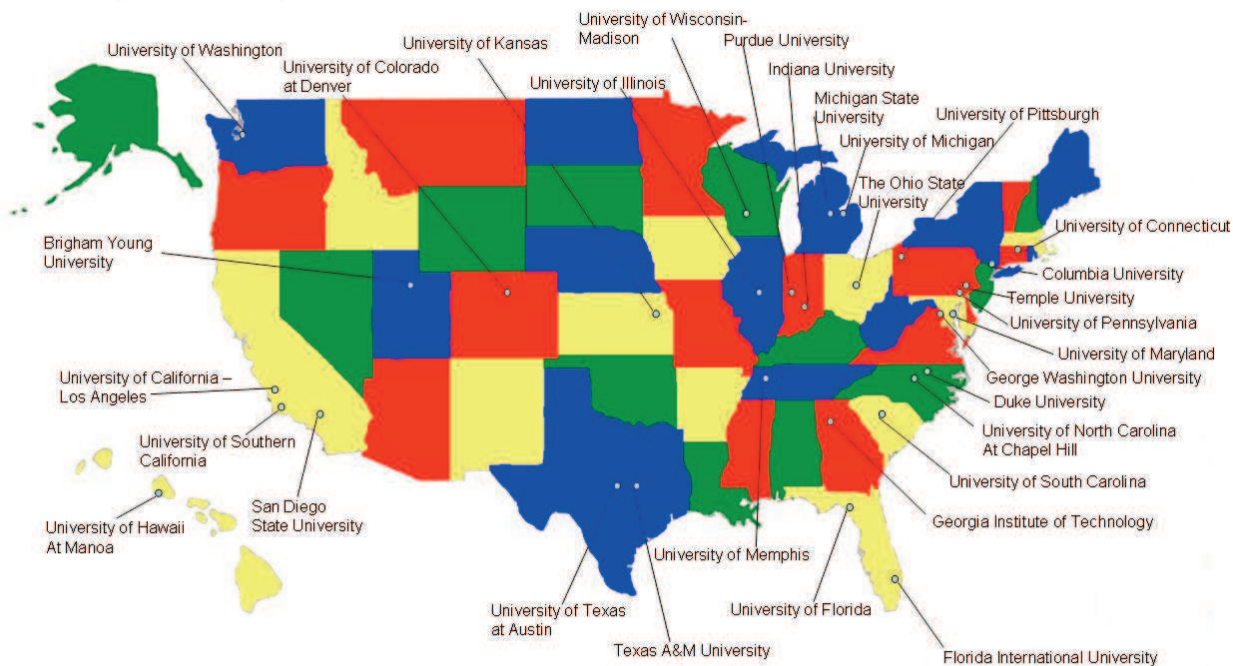 University of Wisconsin-
Madison
Purdue University
University of Kansas
University of Washington
University of Colorado
at Denver
Indiana University
University of Illinois
Michigan State
University
University of Pittsburgh
University of Michigan
The Ohio State
University
University of Connecticut
Brigham Young
University
Columbia University
Temple University
University of Pennsylvania
University of Maryland
George Washington University
University of California –
Los Angeles
Duke University
University of North Carolina
At Chapel Hill
University of Southern
California
University of South Carolina
San Diego
State University
University of Hawaii
At Manoa
Georgia Institute of Technology
University of Memphis
University of Texas
at Austin
University of Florida
Texas A&M University
Florida International University